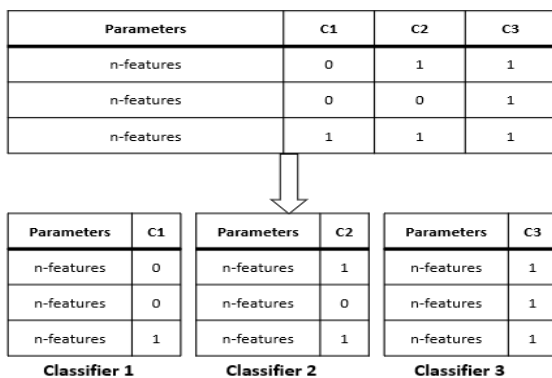 Parameters C1 C2 C3
n-features 0 1 1
n-features 0 0 1
n-features 1 1 1
Parameters C1 Parameters C2 Parameters C3
n-features 0 n-features 1 n-features 1
n-features 0 n-features 0 n-features 1
n-features 1 n-features 1 n-features 1
Classifier 1 Classifier 2 Classifier 3